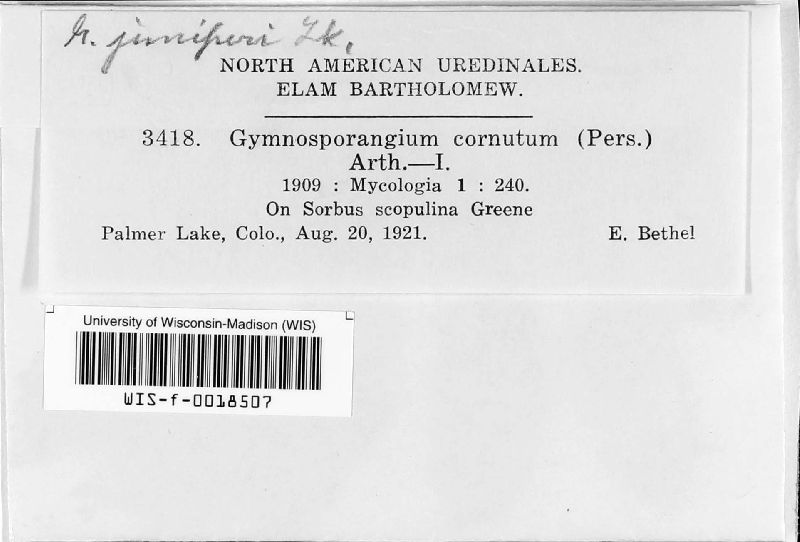 G. juniperi Lk,
NORTH AMERICAN UREDINALES.
ELAM BARTHOLOMEW.
3418. Gymnosporangium cornutum (Pers.)
Arth.—I.
1909 : Mycologia 1 : 240.
On Sorbus scopulina Greene
Palmer Lake, Colo., Aug. 20, 1921. E. Bethel
University of Wisconsin-Madison (WIS)
WIS-f-0018507